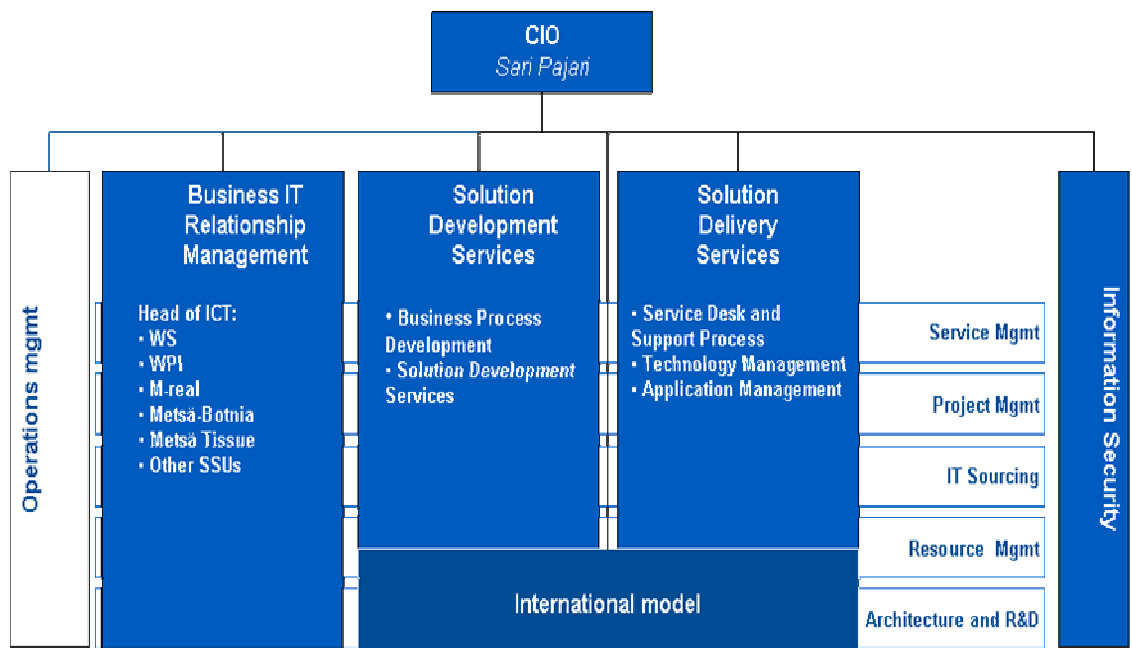 CIO
Sari Pajari
Operations mgmt
Business IT
Relationship
Management
Head of ICT:
• WS
• WPI
• M-real
• Metsä-Botnia
• Metsä Tissue
• Other SSUs
Solution
Development
Services
• Business Process
Development
• Solution Development
Services
Solution
Delivery
Services
• Service Desk and
Support Process
• Technology Management
• Application Management
International model
Service Mgmt
Project Mgmt
IT Sourcing
Resource Mgmt
Architecture and R&D
Information Security